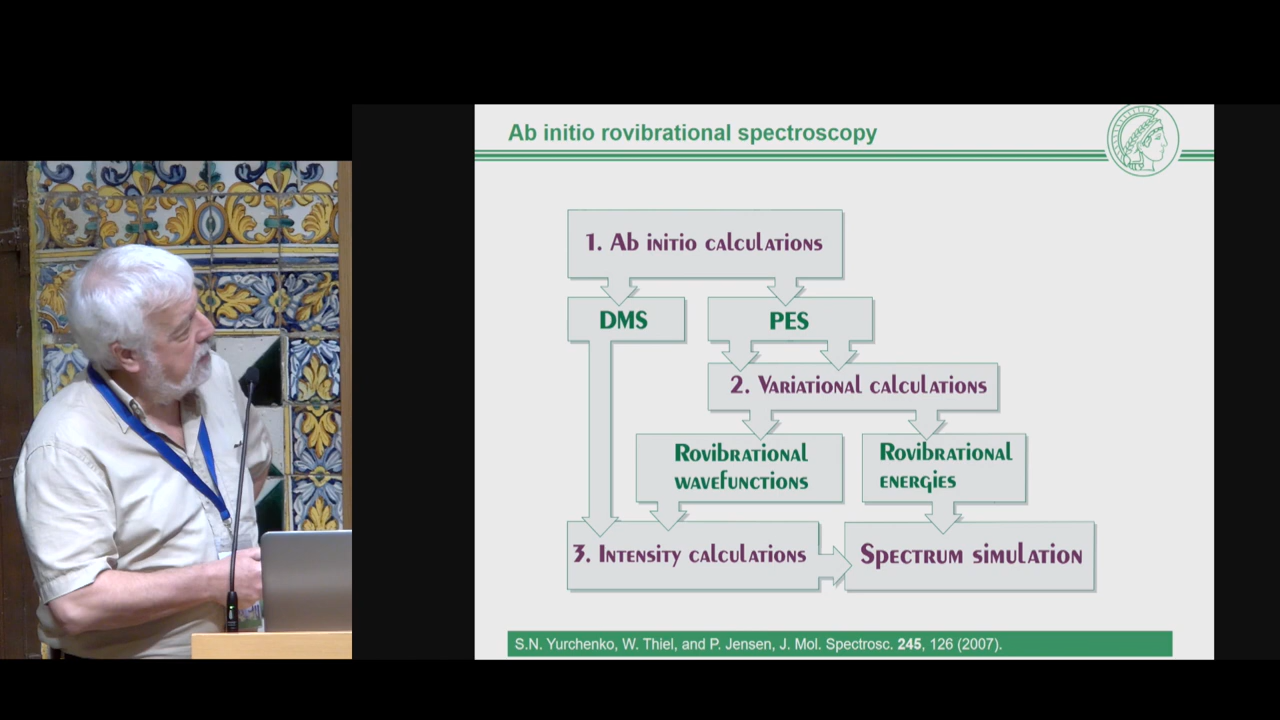 Ab initio rovibrational spectroscopy
1. Ab initio calculations
DMS
PES
2. Variational calculations
Rovibrational
wavefunctions
Rovibrational
energies
3. Intensity calculations
Spectrum simulation
S.N. Yurchenko, W. Thiel, and P. Jensen, J. Mol. Spectrosc. 245, 126 (2007).